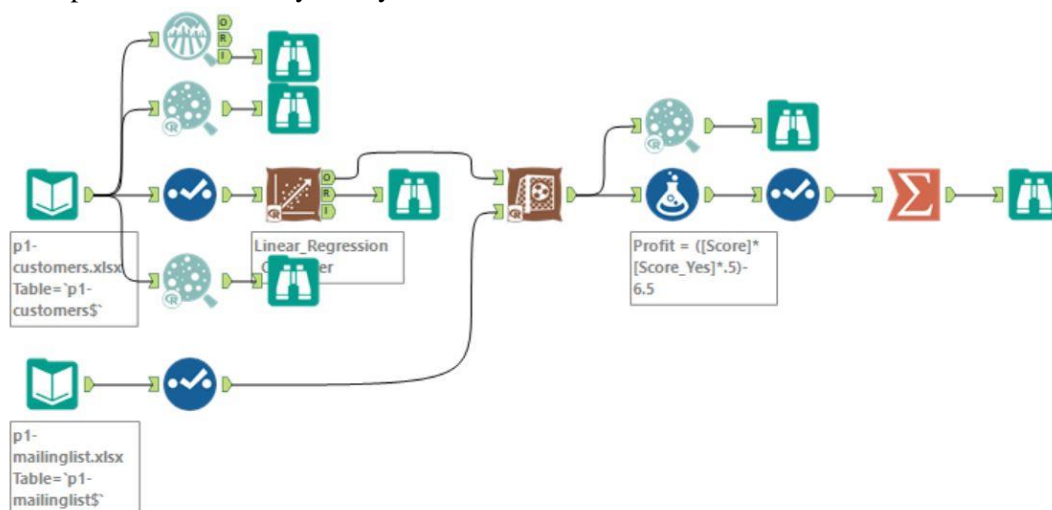 O
R
I
O
R
I
p1-
customers.xlsx
Table=`p1-
customers$`
Linear_Regression
Profit = ([Score]*
[Score_Yes]*.5)-
6.5
p1-
mailinglist.xlsx
Table=`p1-
mailinglist$`